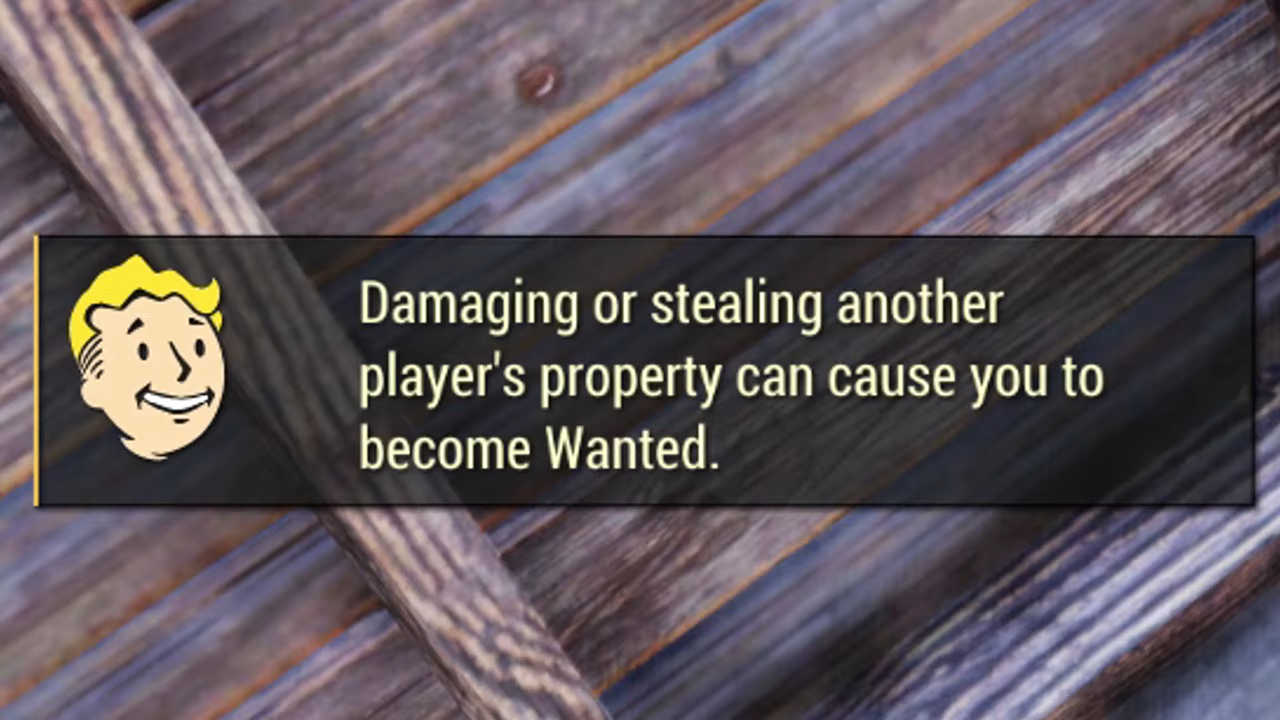 Damaging or stealing another
player's property can cause you to
become Wanted.